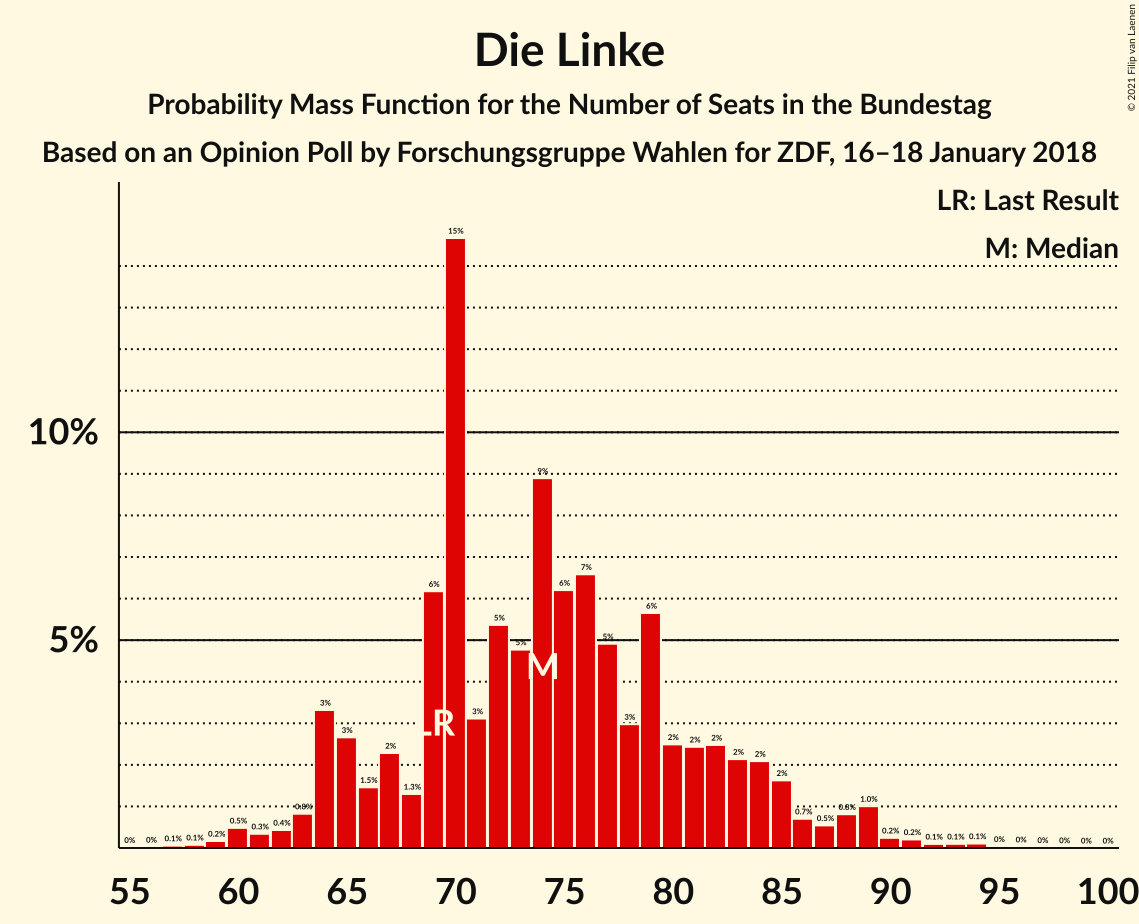 Die Linke
Probability Mass Function for the Number of Seats in the Bundestag
Based on an Opinion Poll by Forschungsgruppe Wahlen for ZDF, 16–18 January 2018
© 2021 Filip van Laenen
LR: Last Result
M: Median
10%
5%
0% 0% 0.1% 0.1% 0.2% 0.5% 0.3% 0.4% 0.8% 3% 3% 1.5% 2% 1.3% 6% 15% 3% 5% 5% 9% 6% 7% 5% 3% 6% 2% 2% 2% 2% 2% 2% 0.7% 0.5% 0.8% 1.0% 0.2% 0.2% 0.1% 0.1% 0.1% 0% 0% 0% 0% 0% 0%
LR
M
55 60 65 70 75 80 85 90 95 100